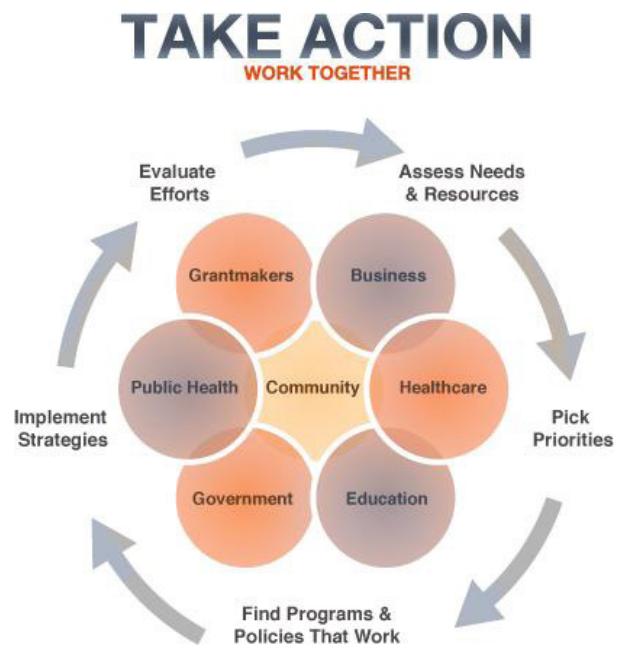 TAKE ACTION
WORK TOGETHER
Evaluate
Efforts
Assess Needs
& Resources
Grantmakers
Business
Public Health
Community
Healthcare
Implement
Strategies
Pick
Priorities
Government
Education
Find Programs &
Policies That Work